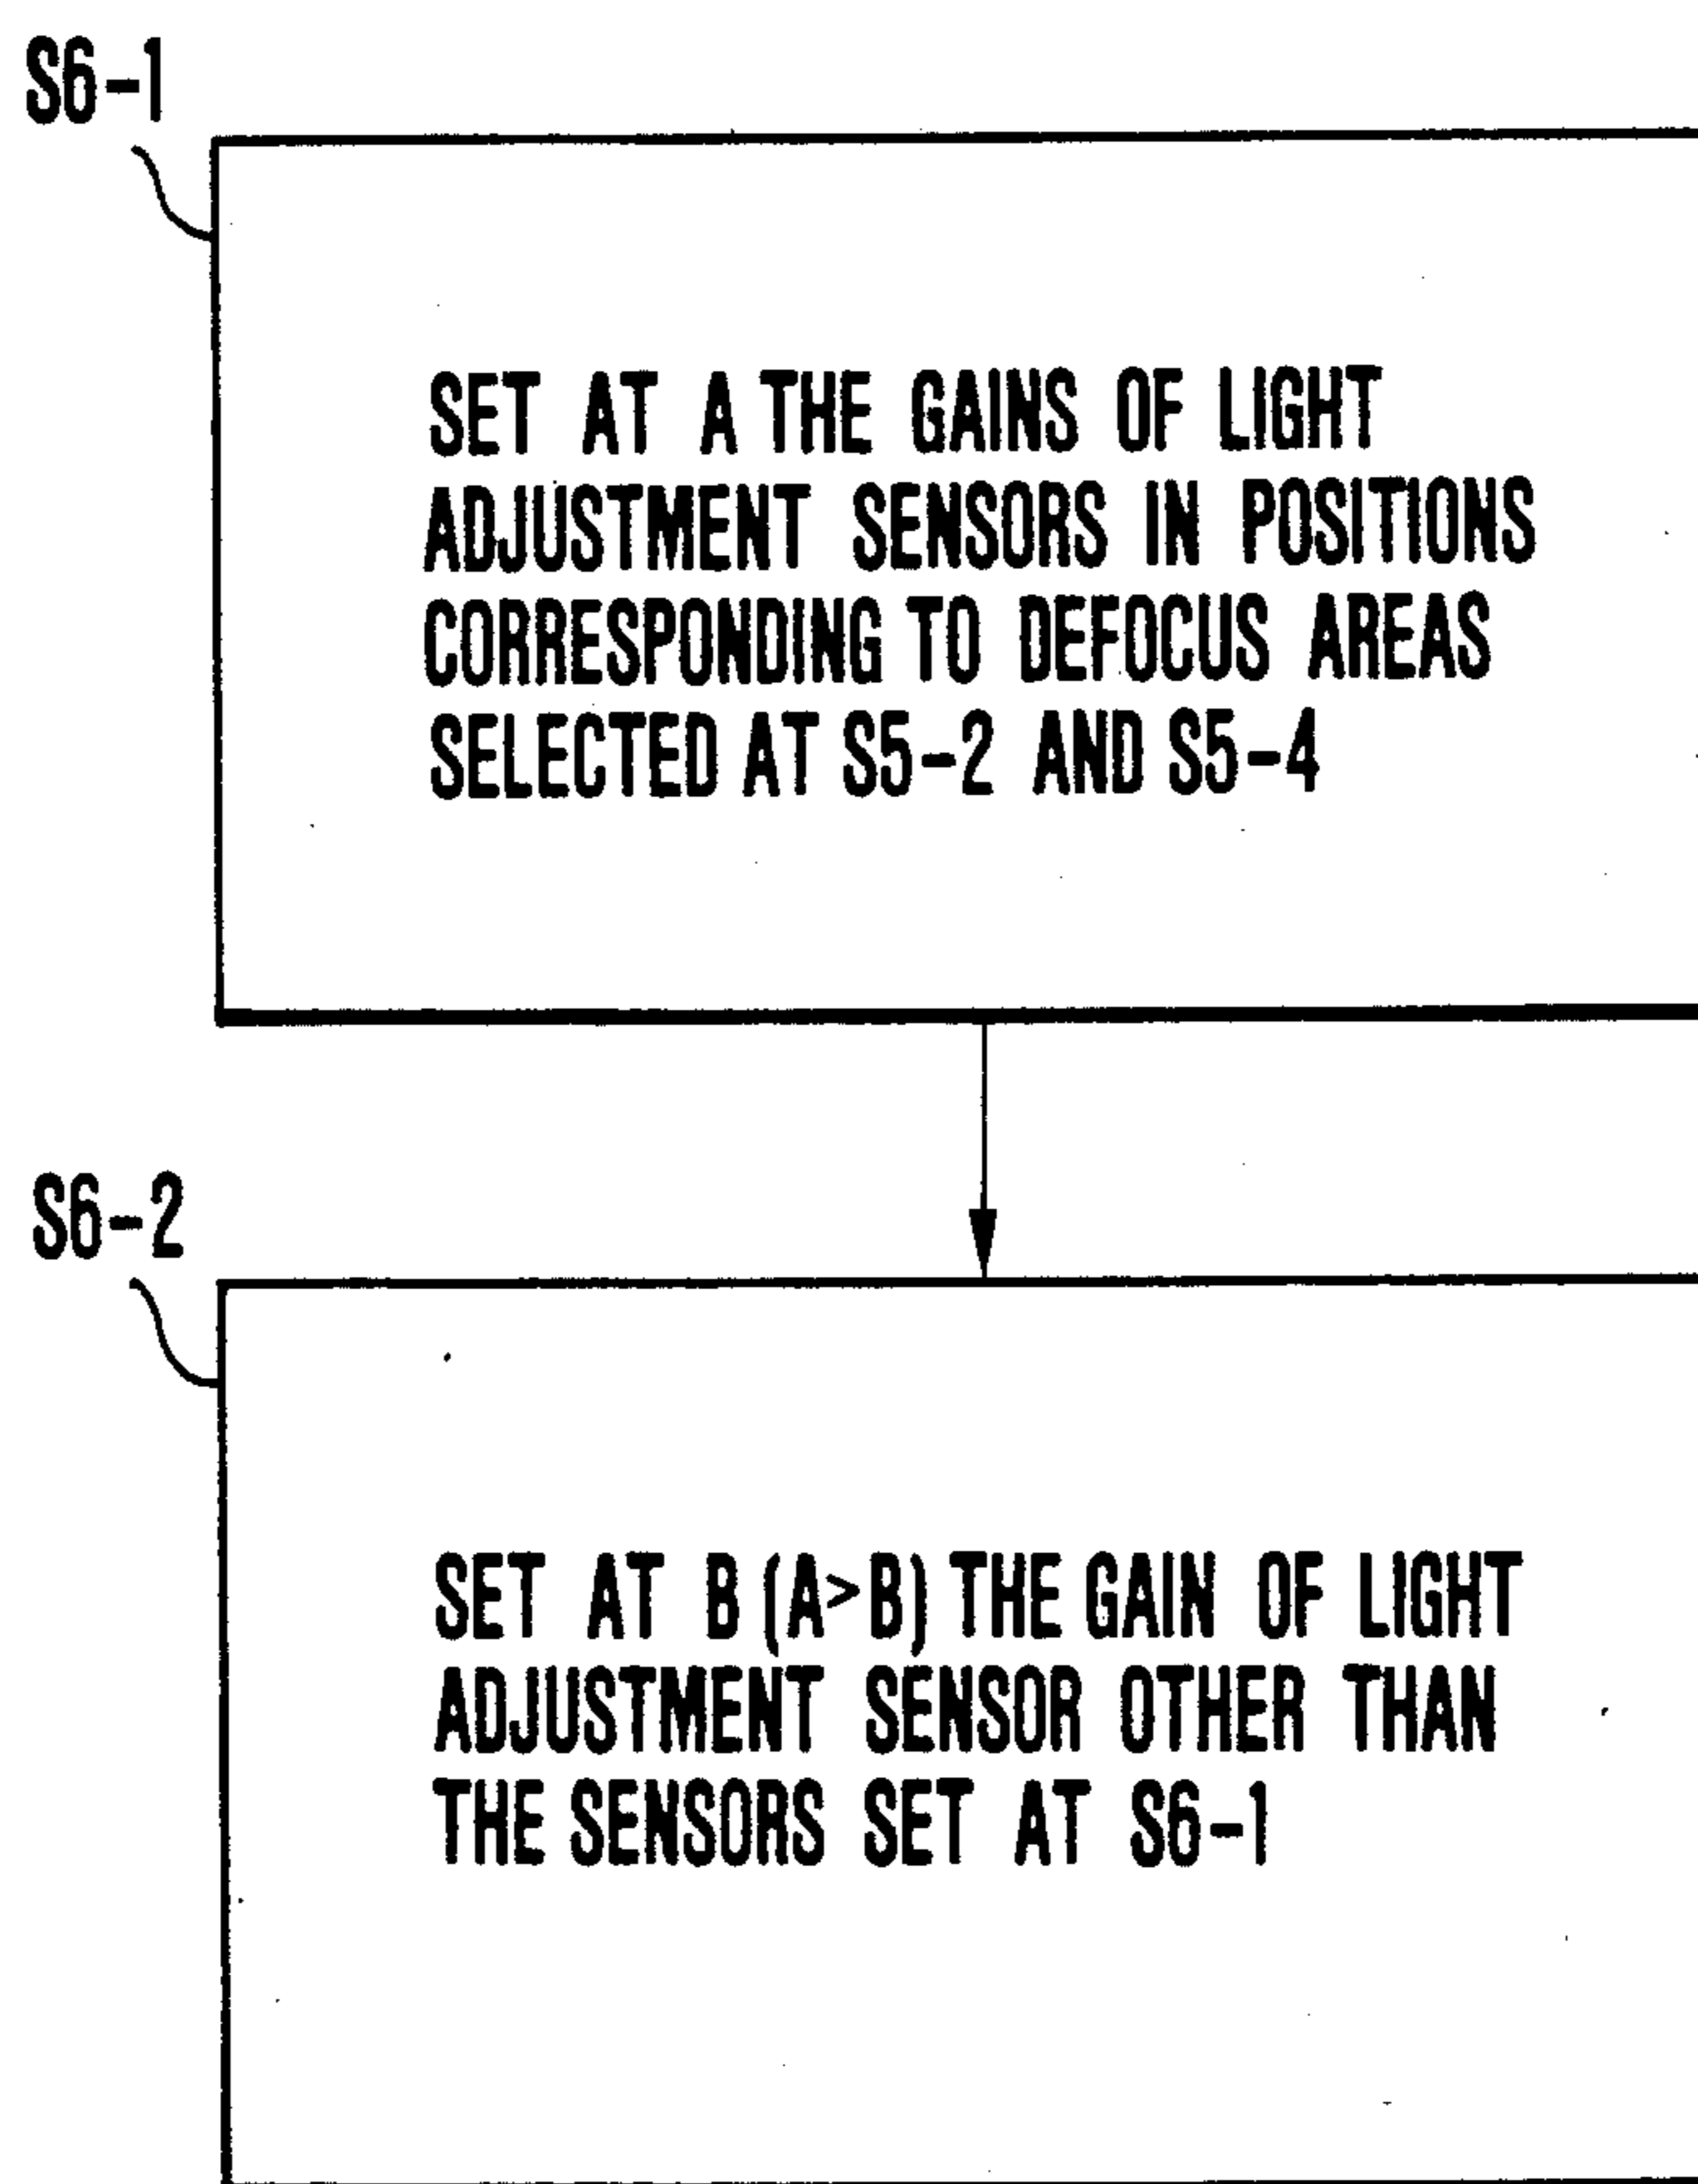 S6-1
SET AT A THE GAINS OF LIGHT
ADJUSTMENT SENSORS IN POSITIONS
CORRESPONDING TO DEFOCUS AREAS
SELECTED AT S5-2 AND S5-4
S6-2
SET AT B (A>B) THE GAIN OF LIGHT
ADJUSTMENT SENSOR OTHER THAN
THE SENSORS SET AT S6-1